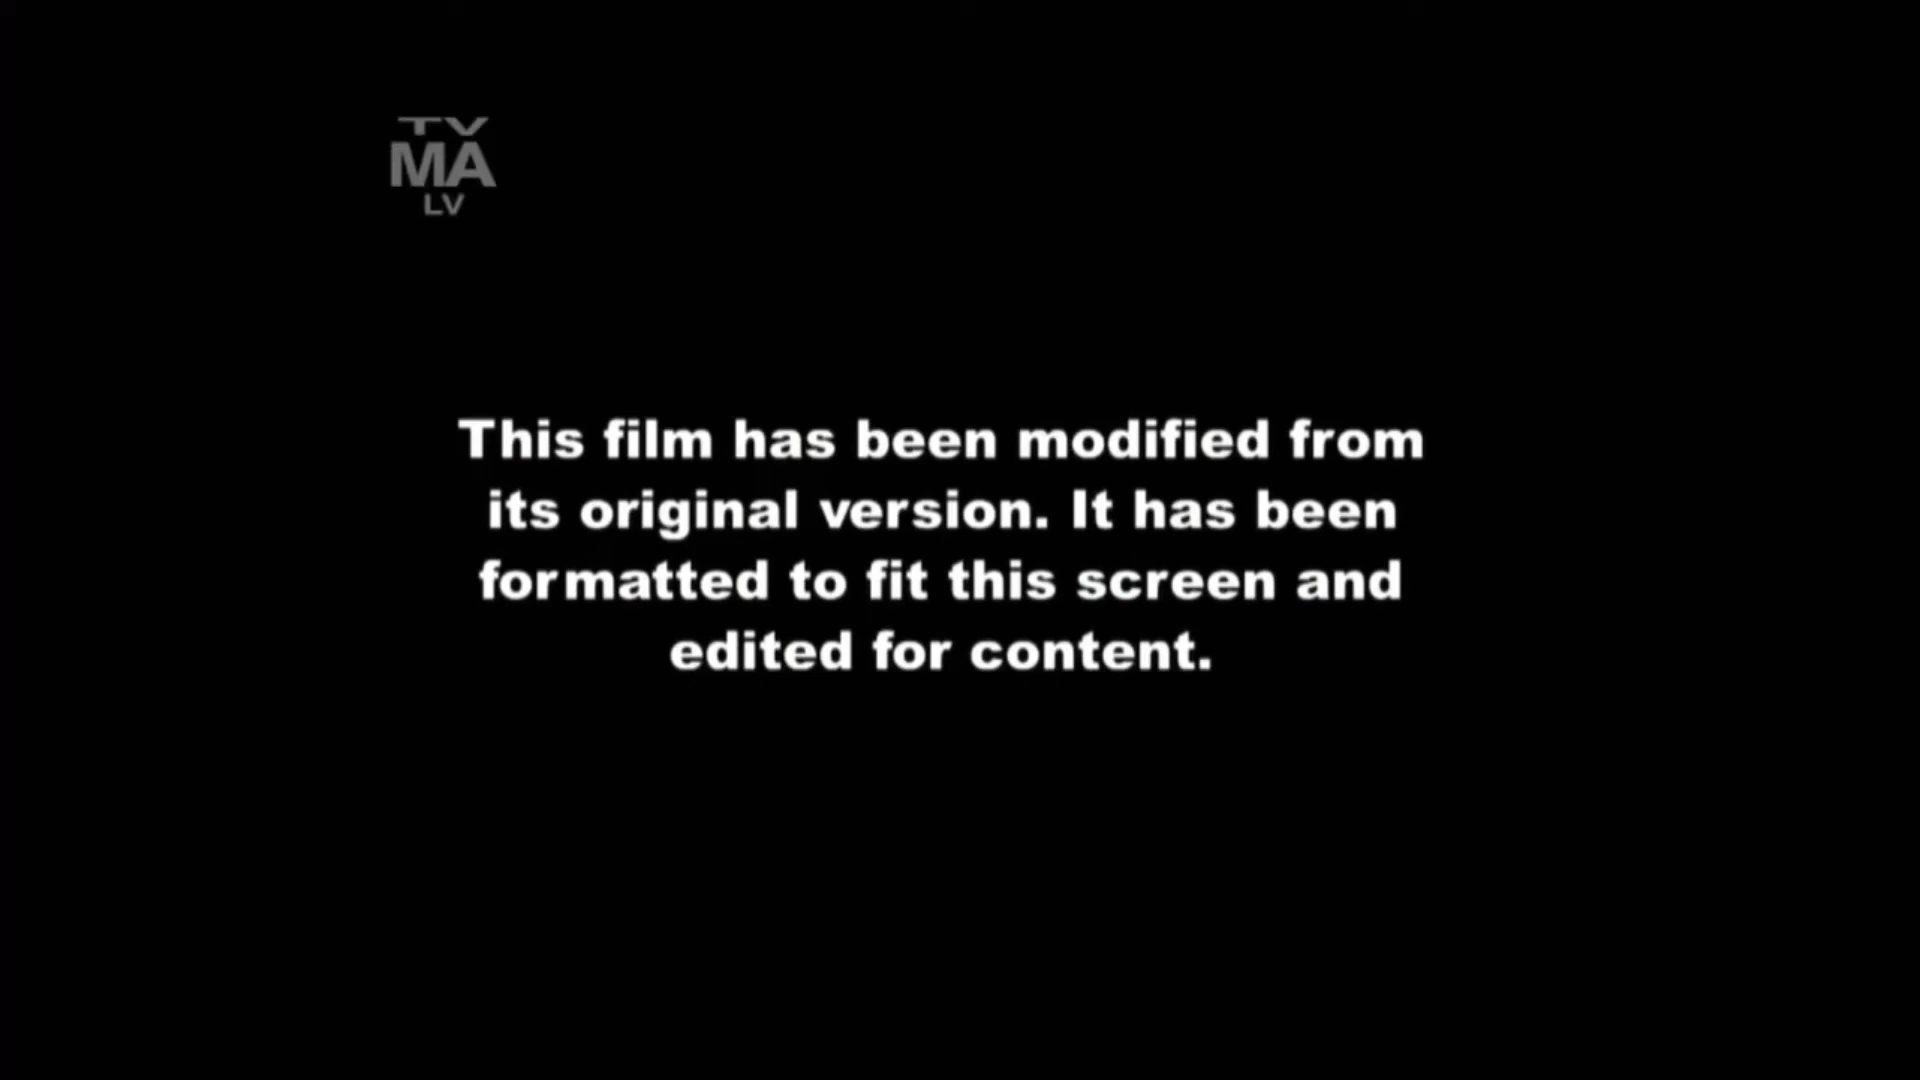 TV
MA
LV
This film has been modified from
its original version. It has been
formatted to fit this screen and
edited for content.